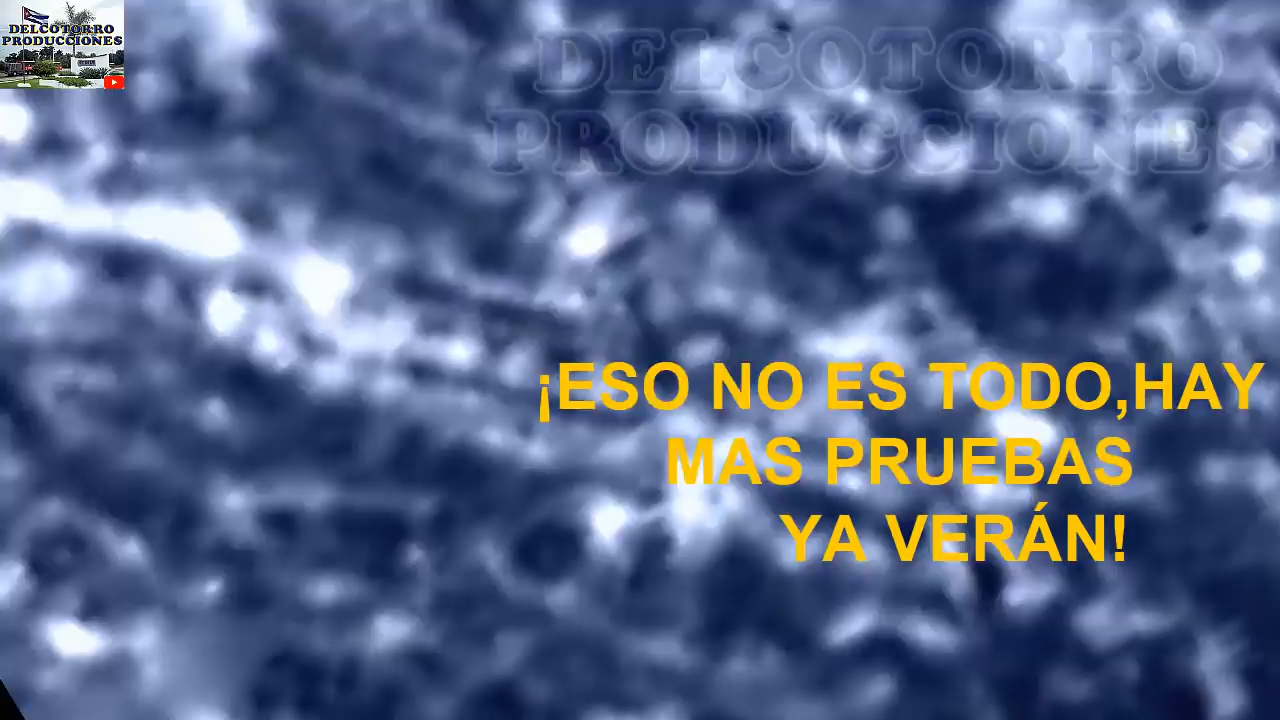 DELCOTORRO
PRODUCCIONES
DELCOTORRO
PRODUCCIONES
¡ESO NO ES TODO,HAY
MAS PRUEBAS
YA VERÁN!